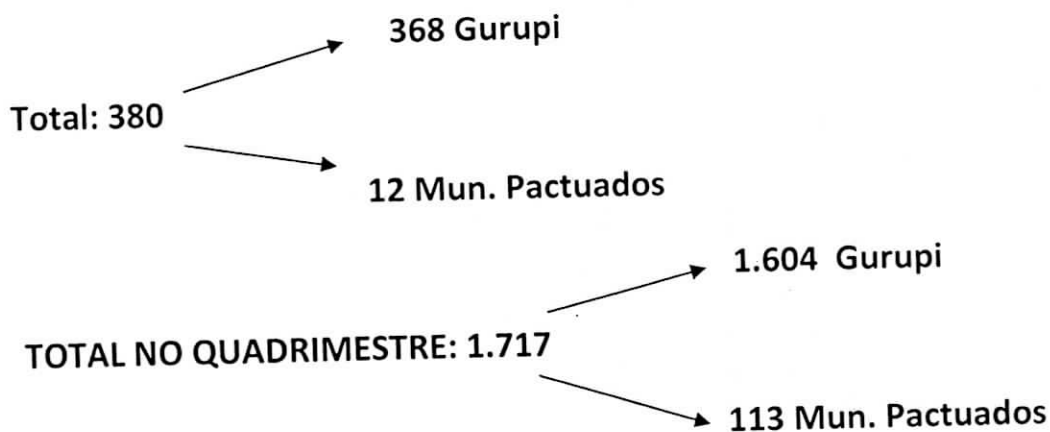 368 Gurupi
Total: 380
12 Mun. Pactuados
1.604 Gurupi
TOTAL NO QUADRIMESTRE: 1.717
113 Mun. Pactuados